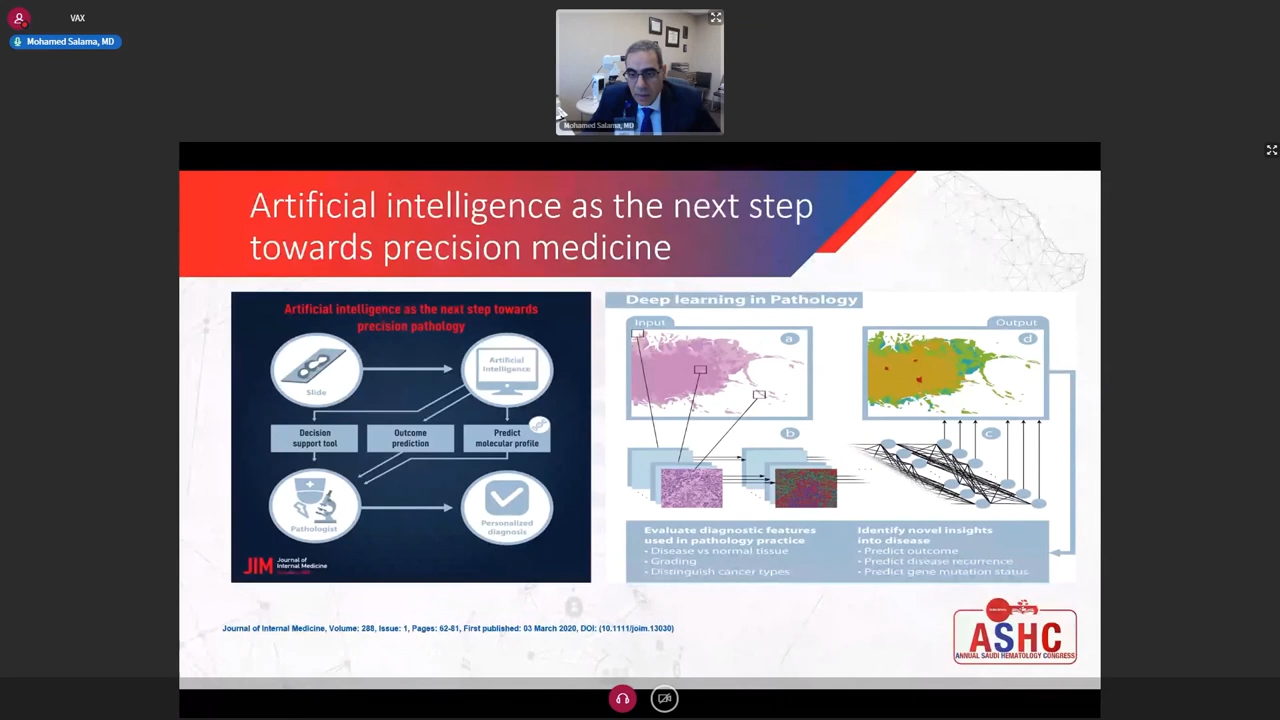 VAX
Mohamed Salama, MD
Mohamed Salama, MD
Artificial intelligence as the next step
towards precision medicine
Artificial intelligence as the next step towards
precision pathology
Slide
Artificial
Intelligence
Decision
support tool
Outcome
prediction
Predict
molecular profile
Pathologist
Personalized
diagnosis
JIM
Journal of
Internal Medicine
Deep learning in Pathology
Input
a
Output
d
b
c
Evaluate diagnostic features
used in pathology practice
• Disease vs normal tissue
• Grading
• Distinguish cancer types
Identify novel insights
into disease
• Predict outcome
• Predict disease recurrence
• Predict gene mutation status
Journal of Internal Medicine, Volume: 288, Issue: 1, Pages: 62-81, First published: 03 March 2020, DOI: (10.1111/joim.13030)
ASHC
ANNUAL SAUDI HEMATOLOGY CONGRESS